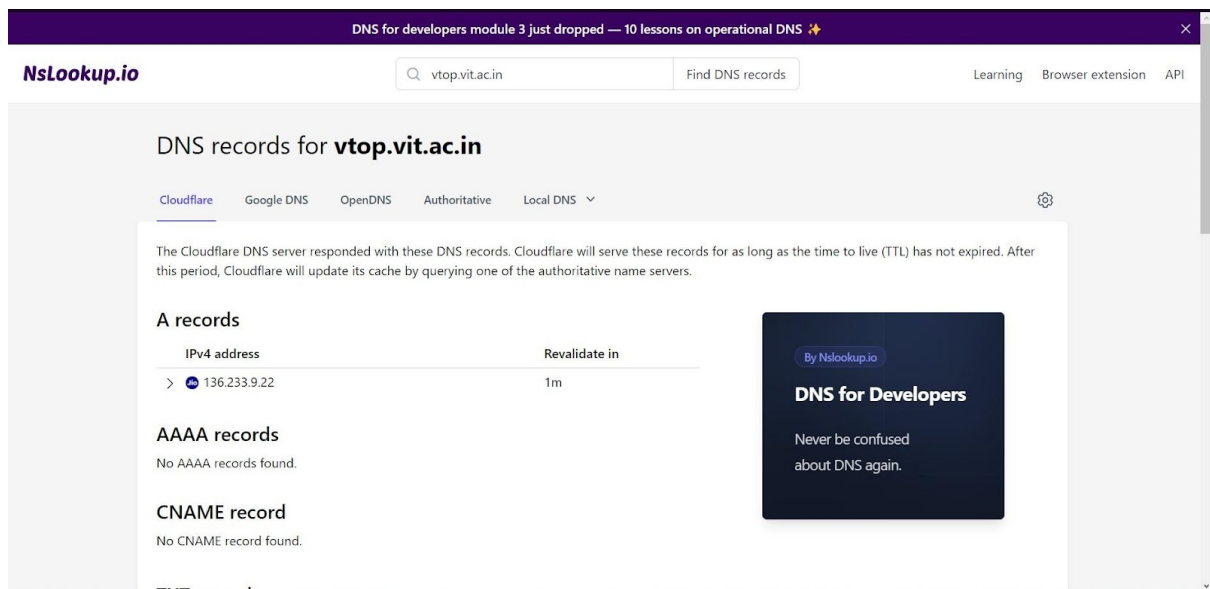 DNS for developers module 3 just dropped — 10 lessons on operational DNS ✨
NsLookup.io
vtop.vit.ac.in
Find DNS records
Learning Browser extension API
DNS records for vtop.vit.ac.in
Cloudflare Google DNS OpenDNS Authoritative Local DNS
The Cloudflare DNS server responded with these DNS records. Cloudflare will serve these records for as long as the time to live (TTL) has not expired. After
this period, Cloudflare will update its cache by querying one of the authoritative name servers.
A records
IPv4 address Revalidate in
Jio 136.233.9.22 1m
AAAA records
No AAAA records found.
CNAME record
No CNAME record found.
By Nslookup.io
DNS for Developers
Never be confused
about DNS again.